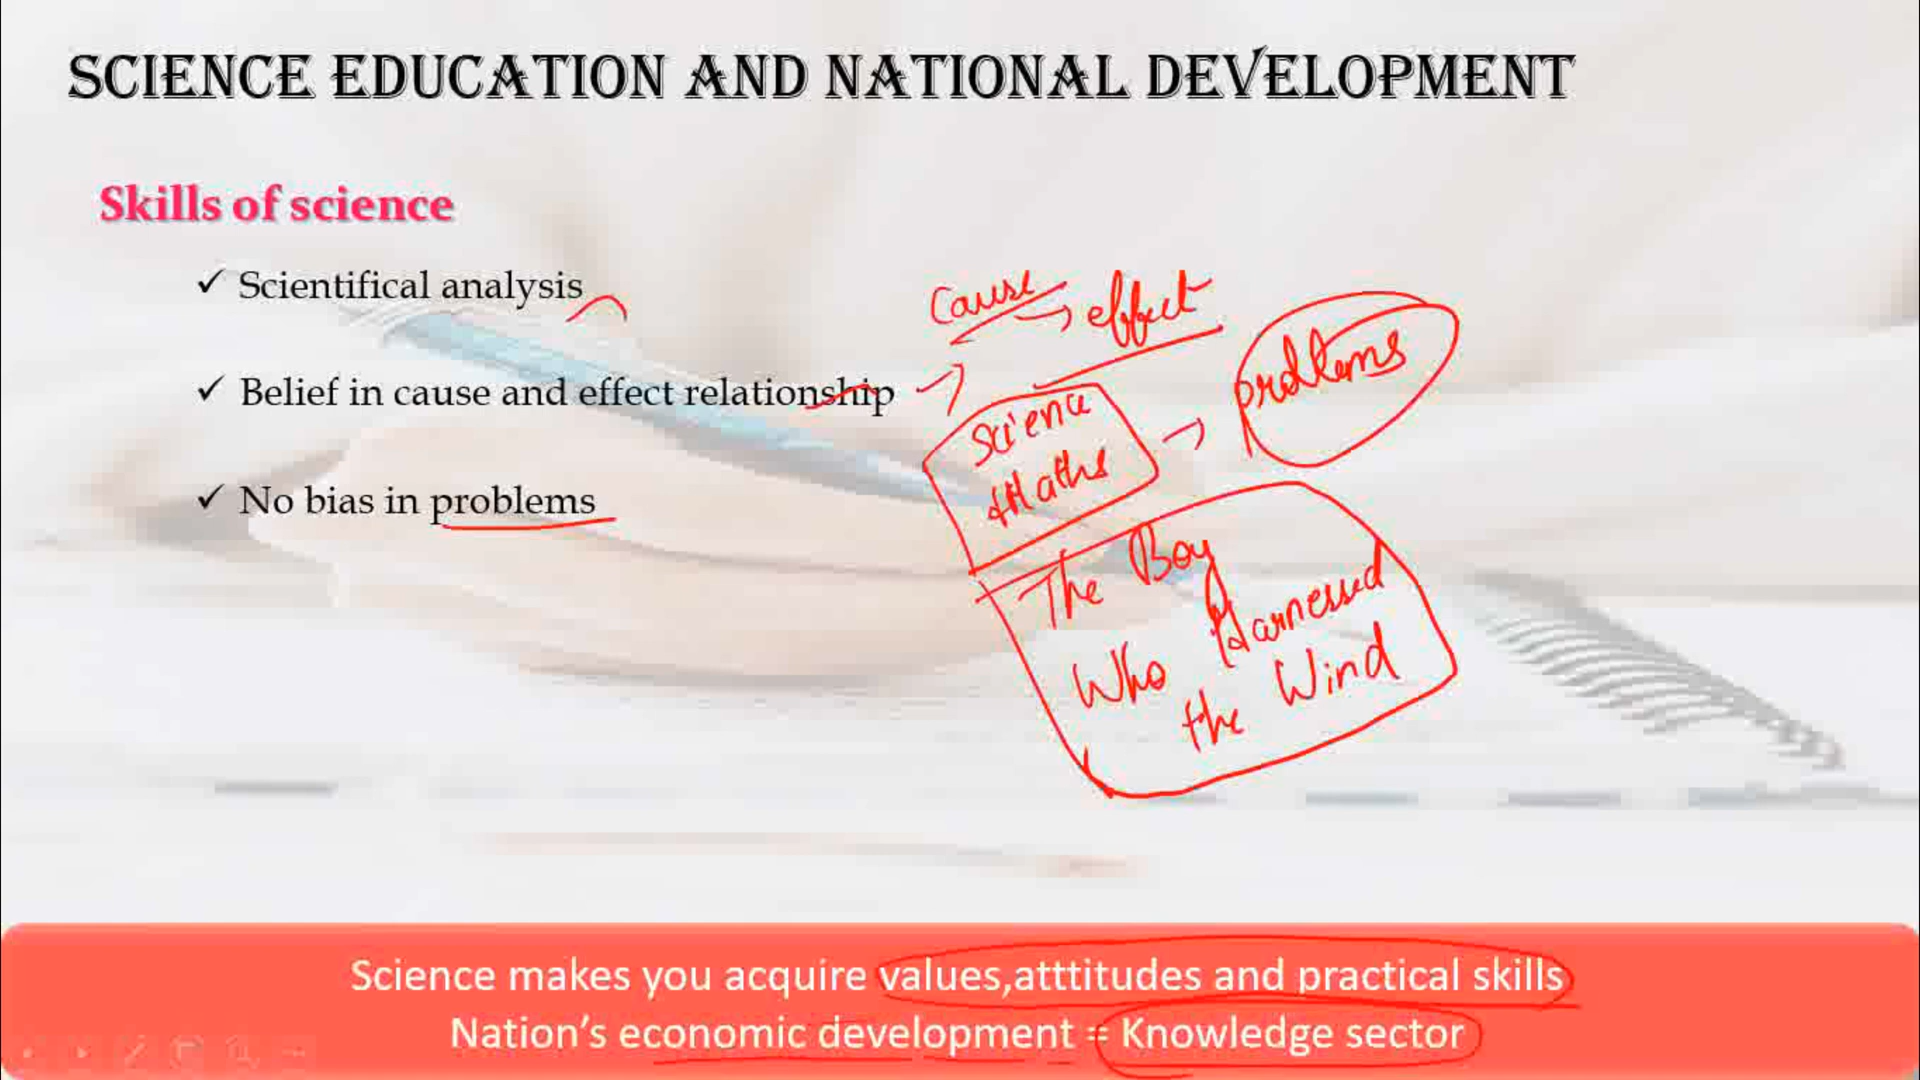 SCIENCE EDUCATION AND NATIONAL DEVELOPMENT
Skills of science
✓ Scientifical analysis
✓ Belief in cause and effect relationship
✓ No bias in problems
Cause → effect
Science
+Maths → problems
The Boy
Who Harnessed
the Wind
Science makes you acquire values,atttitudes and practical skills
Nation’s economic development = Knowledge sector